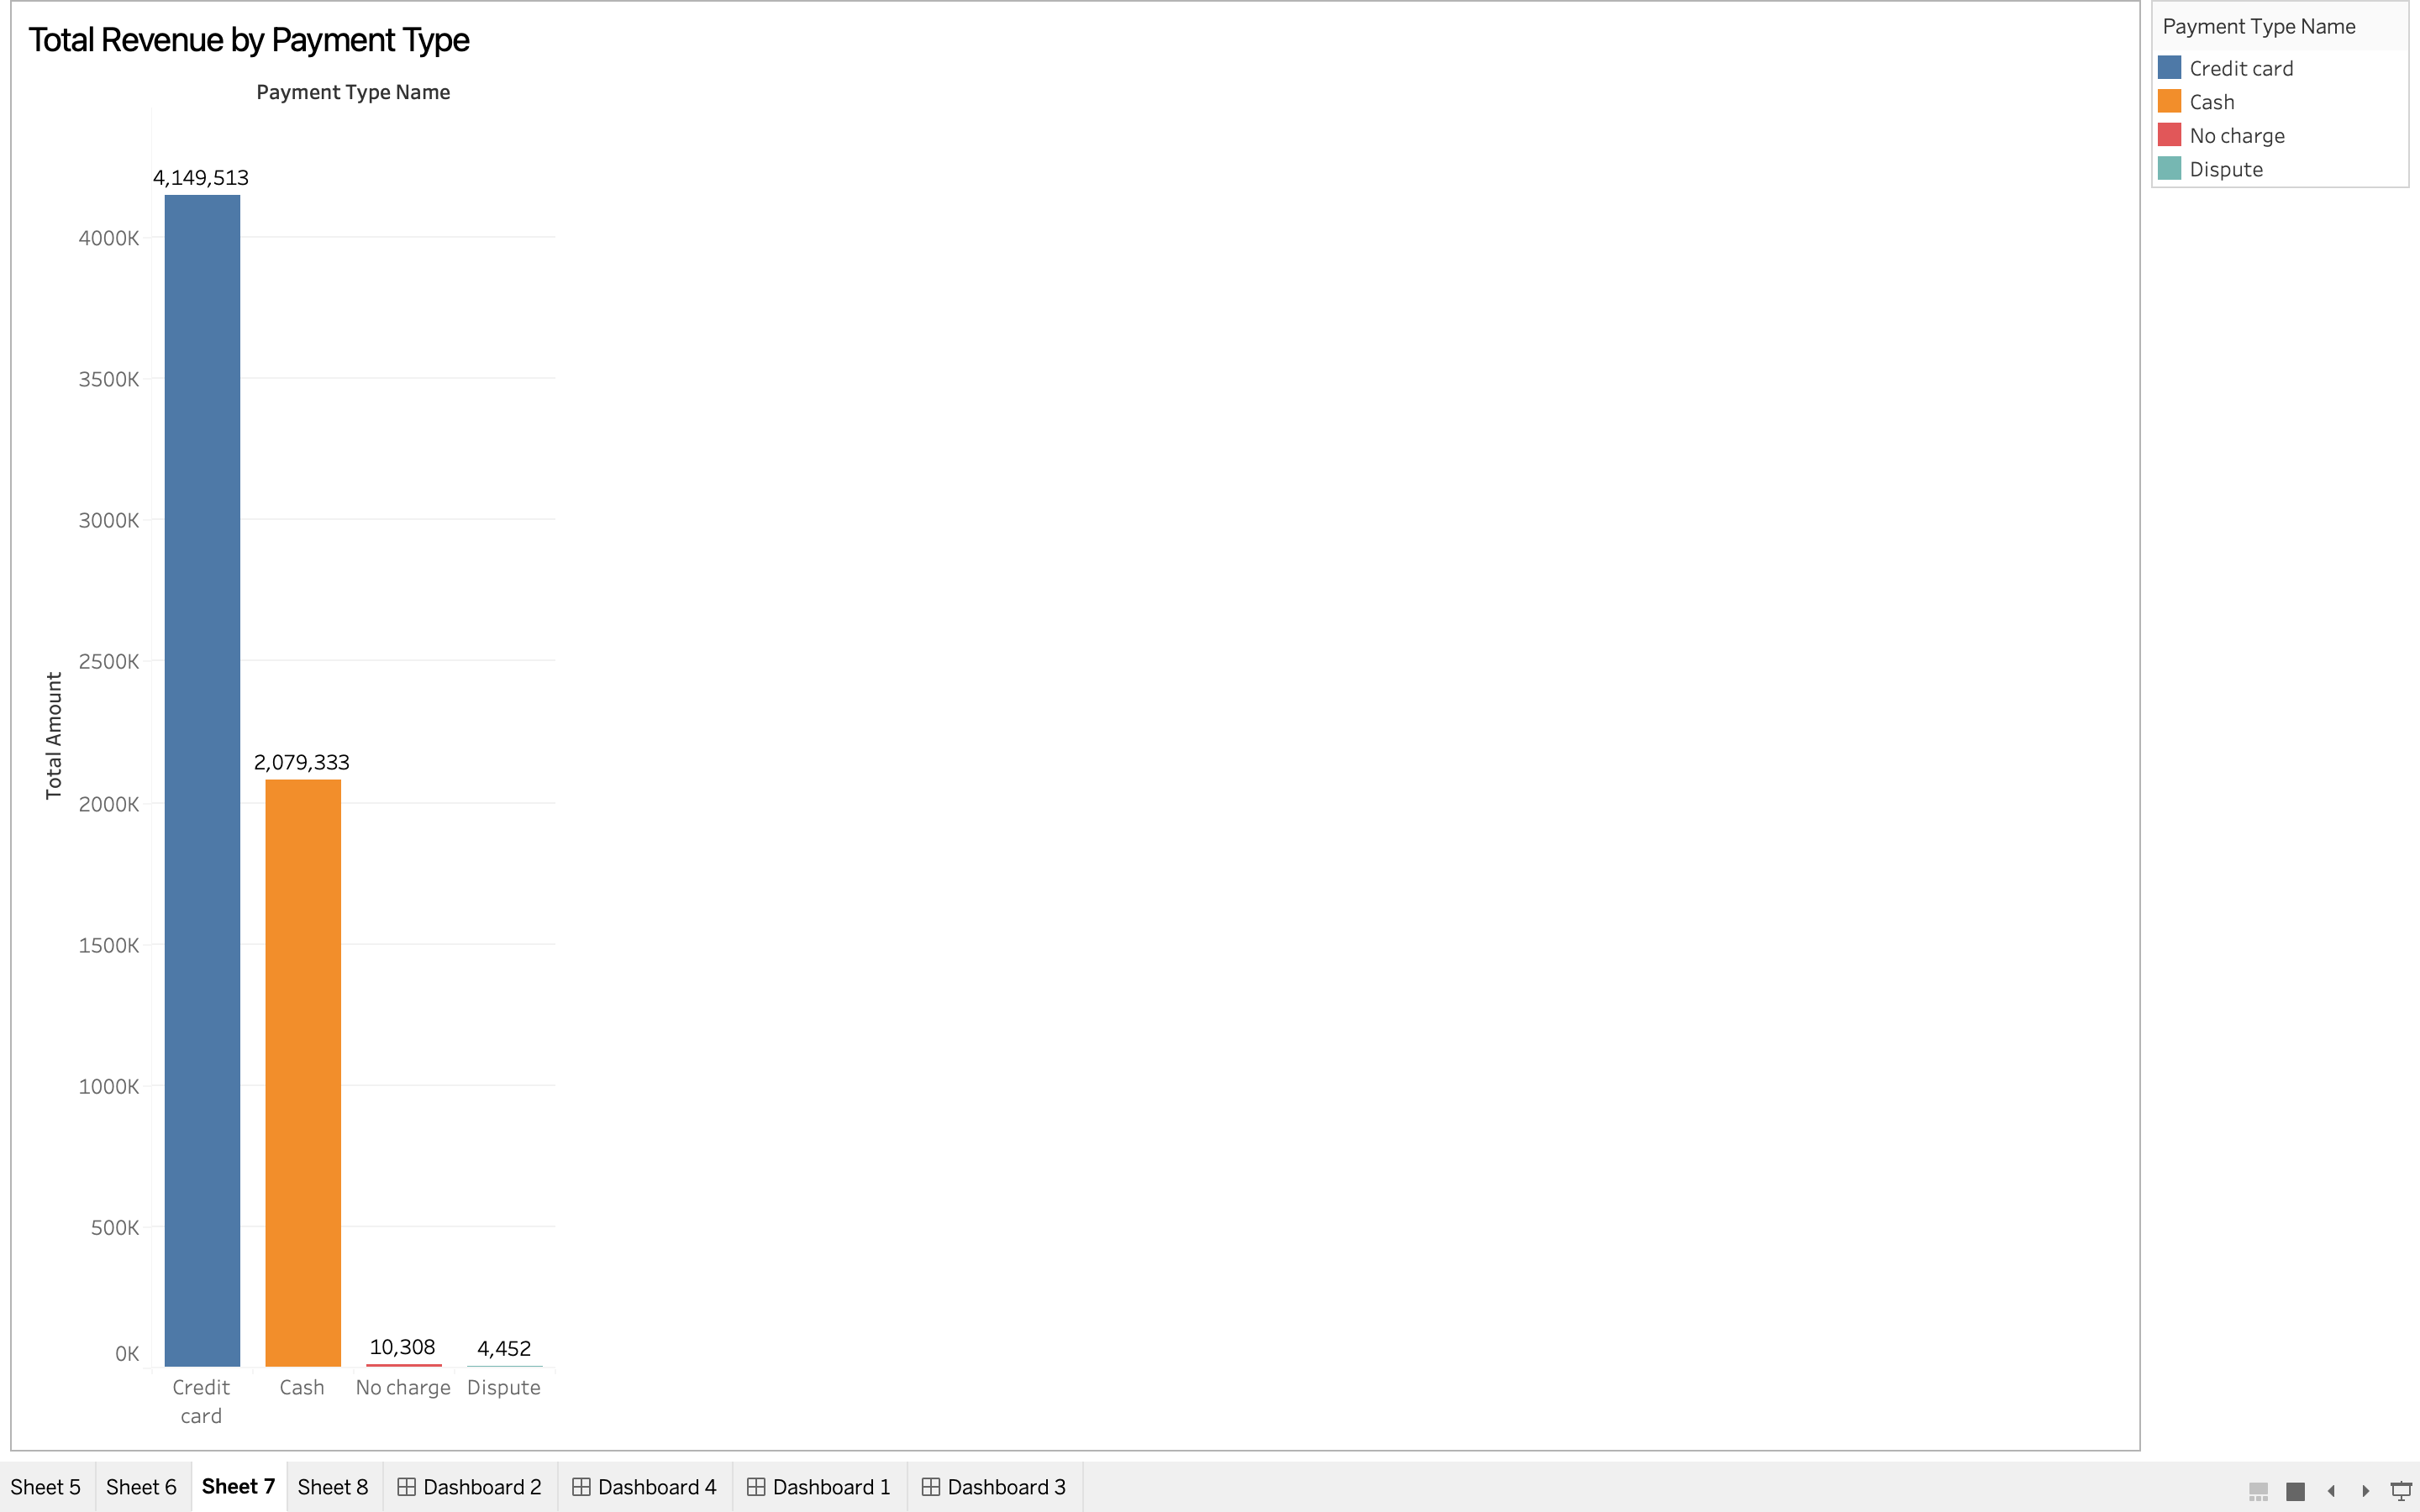 Total Revenue by Payment Type
Payment Type Name
Total Amount
4000K
3500K
3000K
2500K
2000K
1500K
1000K
500K
0K
4,149,513
2,079,333
10,308
4,452
Credit
card
Cash
No charge
Dispute
Payment Type Name
Credit card
Cash
No charge
Dispute
Sheet 5
Sheet 6
Sheet 7
Sheet 8
Dashboard 2
Dashboard 4
Dashboard 1
Dashboard 3